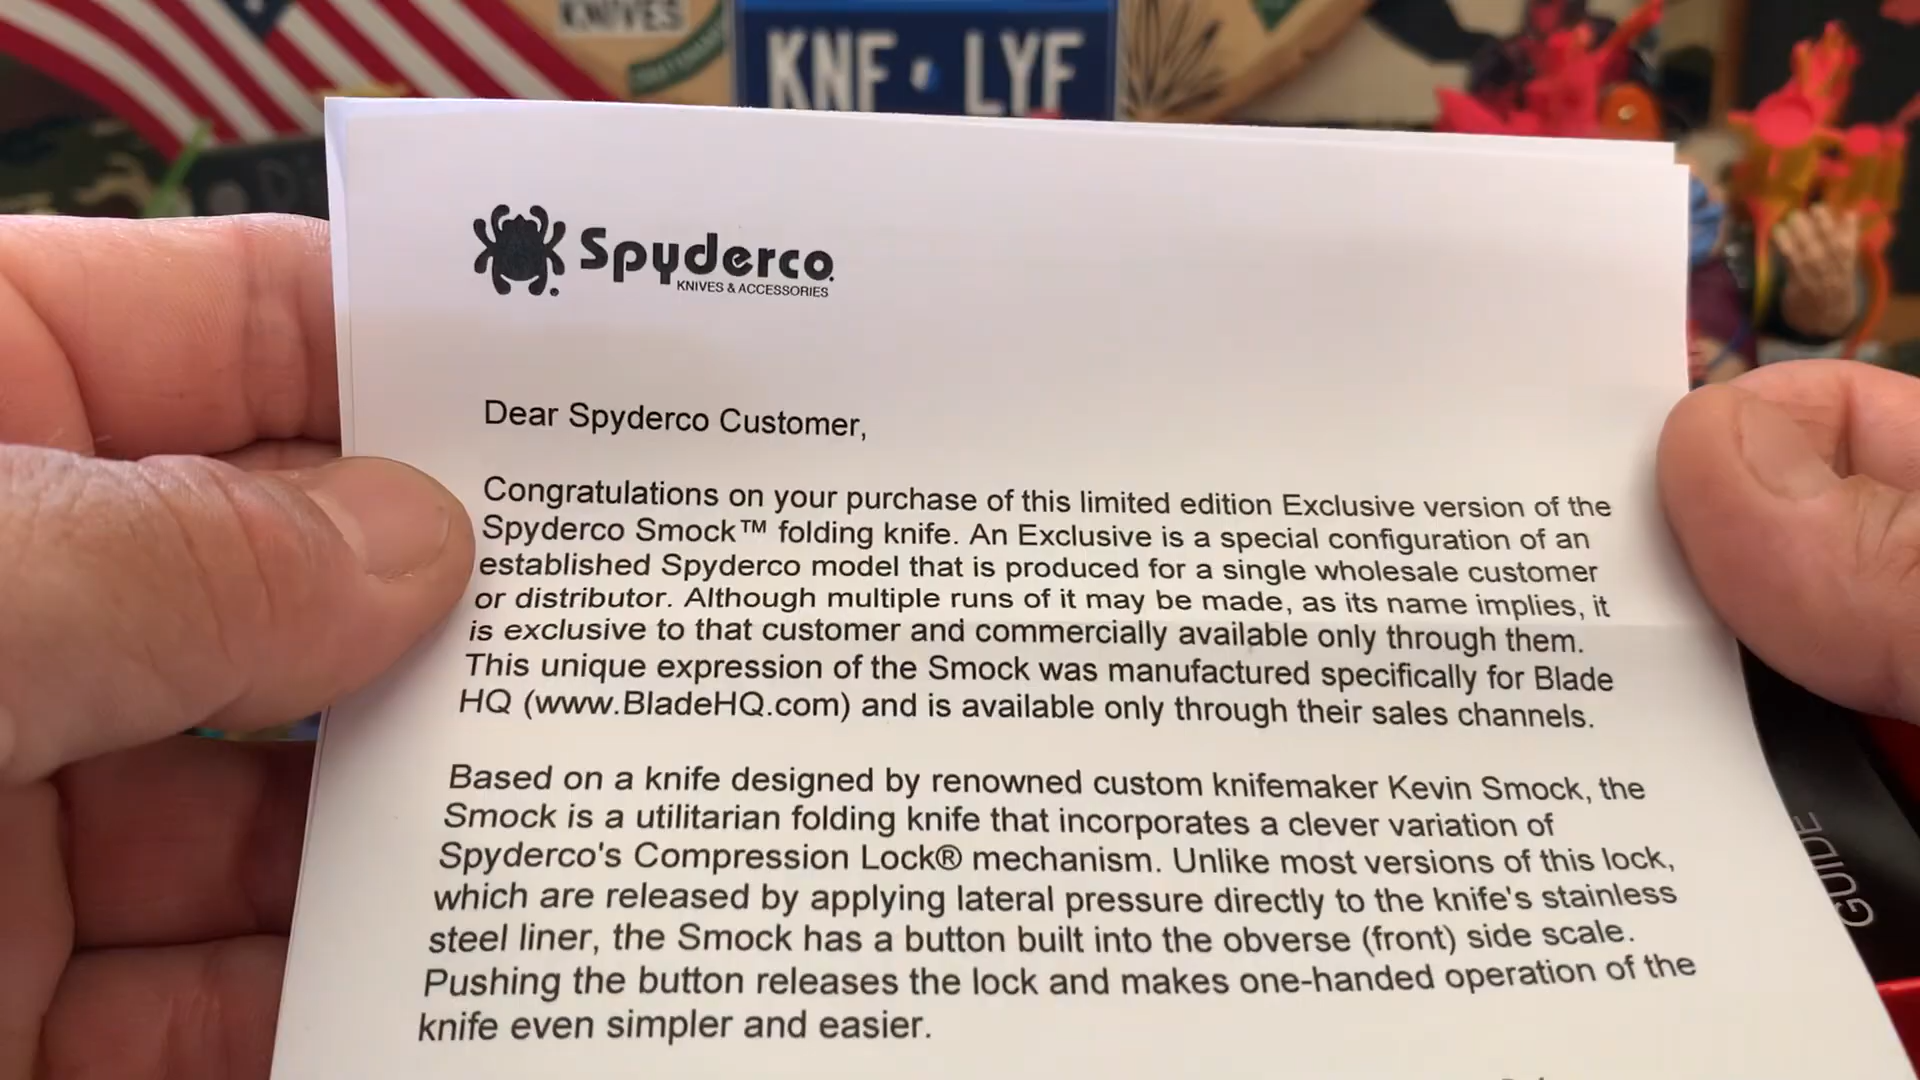 KNIVES
KNF LYF
Spyderco
KNIVES & ACCESSORIES
Dear Spyderco Customer,
Congratulations on your purchase of this limited edition Exclusive version of the
Spyderco Smock™ folding knife. An Exclusive is a special configuration of an
established Spyderco model that is produced for a single wholesale customer
or distributor. Although multiple runs of it may be made, as its name implies, it
is exclusive to that customer and commercially available only through them.
This unique expression of the Smock was manufactured specifically for Blade
HQ (www.BladeHQ.com) and is available only through their sales channels.
Based on a knife designed by renowned custom knifemaker Kevin Smock, the
Smock is a utilitarian folding knife that incorporates a clever variation of
Spyderco's Compression Lock® mechanism. Unlike most versions of this lock,
which are released by applying lateral pressure directly to the knife's stainless
steel liner, the Smock has a button built into the obverse (front) side scale.
Pushing the button releases the lock and makes one-handed operation of the
knife even simpler and easier.
GUIDE